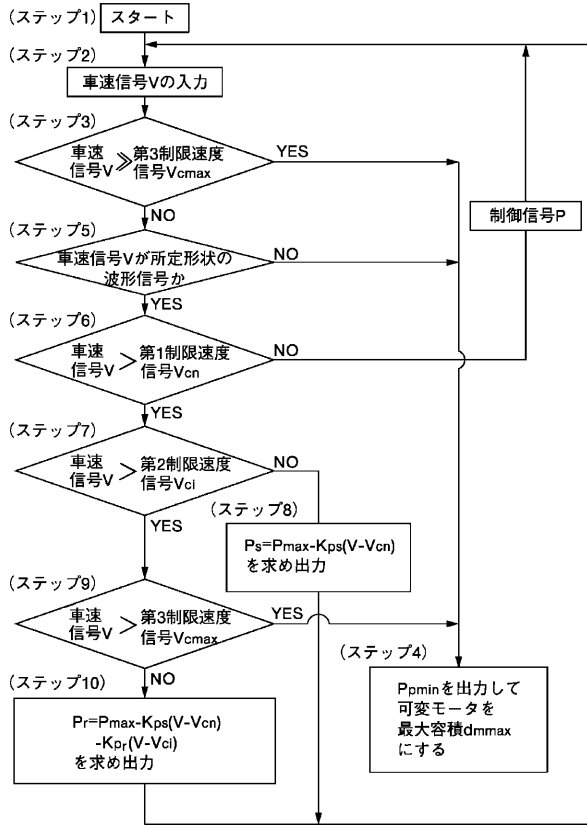 (ステップ1)
スタート
(ステップ2)
車速信号Vの入力
(ステップ3)
車速
信号V
≫
第3制限速度
信号Vcmax
YES
NO
制御信号P
(ステップ5)
車速信号Vが所定形状の
波形信号か
NO
YES
(ステップ6)
車速
信号V
>
第1制限速度
信号Vcn
NO
YES
(ステップ7)
車速
信号V
>
第2制限速度
信号Vci
NO
YES
(ステップ8)
Ps=Pmax-Kps(V-Vcn)
を求め出力
(ステップ9)
車速
信号V
>
第3制限速度
信号Vcmax
YES
NO
(ステップ4)
Ppminを出力して
可変モータを
最大容積dmmax
にする
(ステップ10)
Pr=Pmax-Kps(V-Vcn)
-Kpr(V-Vci)
を求め出力